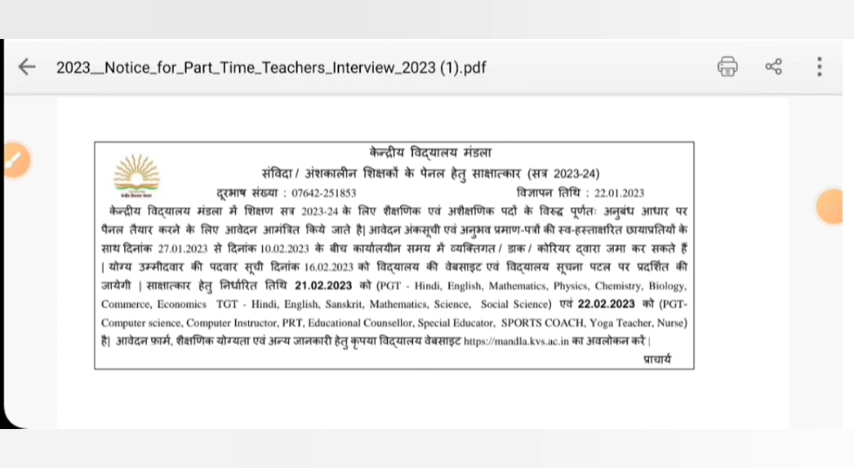 2023__Notice_for_Part_Time_Teachers_Interview_2023 (1).pdf
केन्द्रीय विद्यालय मंडला
संविदा / अंशकालीन शिक्षकों के पेनल हेतु साक्षात्कार (सत्र 2023-24)
दूरभाष संख्या : 07642-251853 विज्ञापन तिथि : 22.01.2023
केन्द्रीय विद्यालय मंडला में शिक्षण सत्र 2023-24 के लिए शैक्षणिक एवं अशैक्षणिक पदों के विरुद्ध पूर्णतः अनुबंध आधार पर
पैनल तैयार करने के लिए आवेदन आमंत्रित किये जाते है| आवेदन अंकसूची एवं अनुभव प्रमाण-पत्रों की स्व-हस्ताक्षरित छायाप्रतियो के
साथ दिनांक 27.01.2023 से दिनांक 10.02.2023 के बीच कार्यालयीन समय में व्यक्तिगत / डाक / कोरियर द्वारा जमा कर सकते हैं
| योग्य उम्मीदवार की पदवार सूची दिनांक 16.02.2023 को विद्यालय की वेबसाइट एवं विद्यालय सूचना पटल पर प्रदर्शित की
जायेगी | साक्षात्कार हेतु निर्धारित तिथि 21.02.2023 को (PGT - Hindi, English, Mathematics, Physics, Chemistry, Biology,
Commerce, Economics TGT - Hindi, English, Sanskrit, Mathematics, Science, Social Science) एवं 22.02.2023 को (PGT-
Computer science, Computer Instructor, PRT, Educational Counsellor, Special Educator, SPORTS COACH, Yoga Teacher, Nurse)
है| आवेदन फ़ार्म, शैक्षणिक योग्यता एवं अन्य जानकारी हेतु कृपया विद्यालय वेबसाइट https://mandla.kvs.ac.in का अवलोकन करें |
प्राचार्य